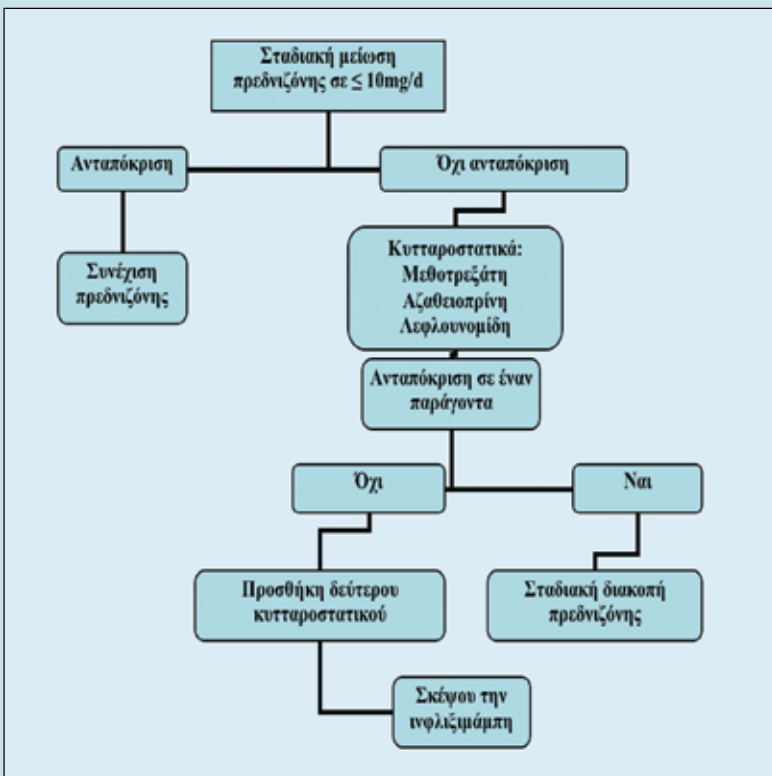 Σταδιακή μείωση
πρεδνιζόνης σε ≤ 10mg/d
Ανταπόκριση
Όχι ανταπόκριση
Συνέχιση
πρεδνιζόνης
Κυτταροστατικά:
Μεθοτρεξάτη
Αζαθειοπρίνη
Λεφλουνομίδη
Ανταπόκριση σε έναν
παράγοντα
Όχι
Ναι
Προσθήκη δεύτερου
κυτταροστατικού
Σταδιακή διακοπή
πρεδνιζόνης
Σκέψου την
ινφλιξιμάμπη